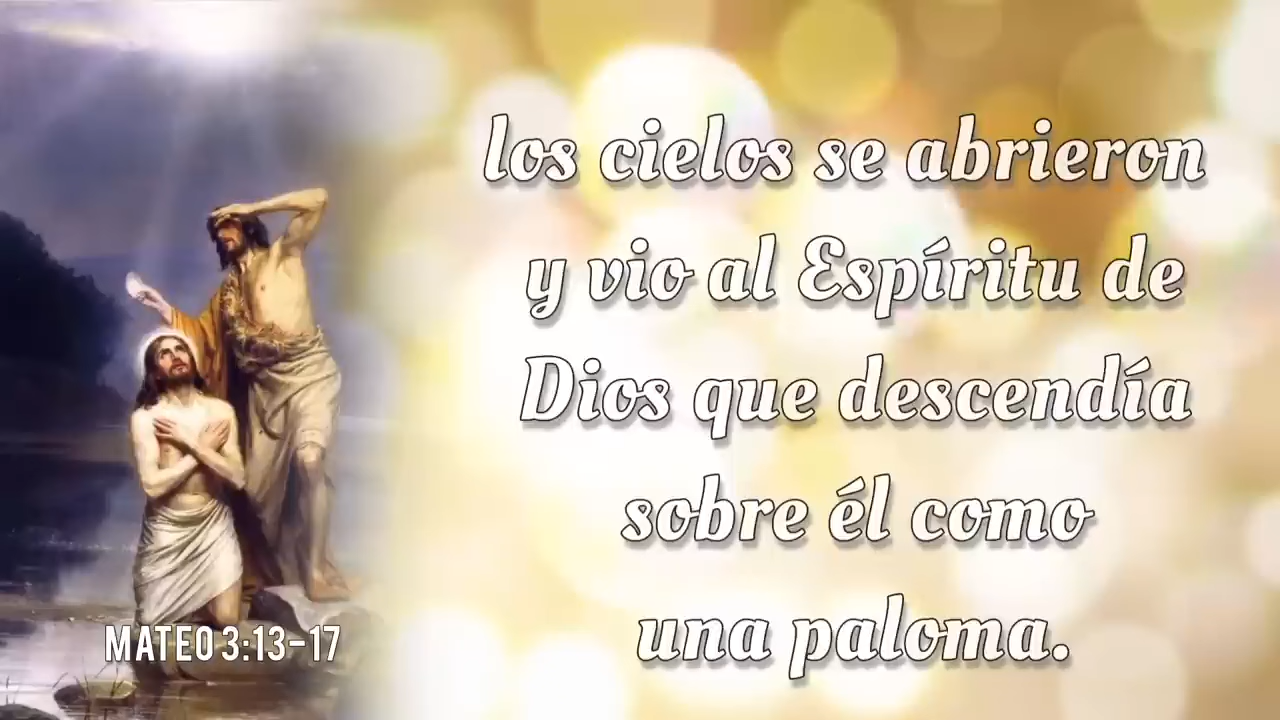 los cielos se abrieron
y vio al Espíritu de
Dios que descendía
sobre él como
una paloma.
MATEO 3:13-17